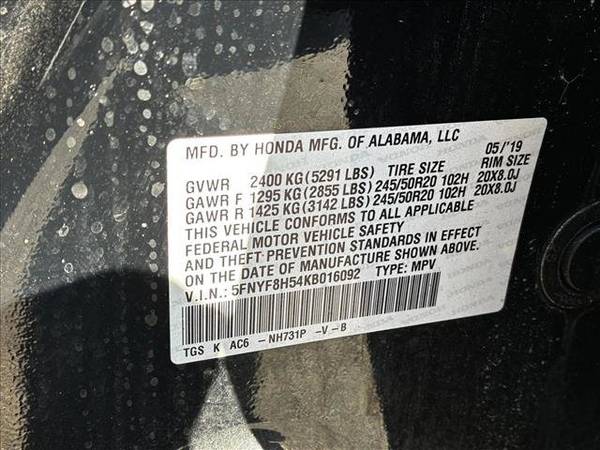 MFD. BY HONDA MFG. OF ALABAMA, LLC 05/'19
GVWR 2400 KG(5291 LBS) TIRE SIZE RIM SIZE
GAWR F 1295 KG(2855 LBS) 245/50R20 102H 20X8.0J
GAWR R 1425 KG(3142 LBS) 245/50R20 102H 20X8.0J
THIS VEHICLE CONFORMS TO ALL APPLICABLE
FEDERAL MOTOR VEHICLE SAFETY
AND THEFT PREVENTION STANDARDS IN EFFECT
ON THE DATE OF MANUFACTURE SHOWN ABOVE.
V.I.N.: 5FNYF8H54KB016092 TYPE: MPV
TGS K AC6 -NH731P -V-B